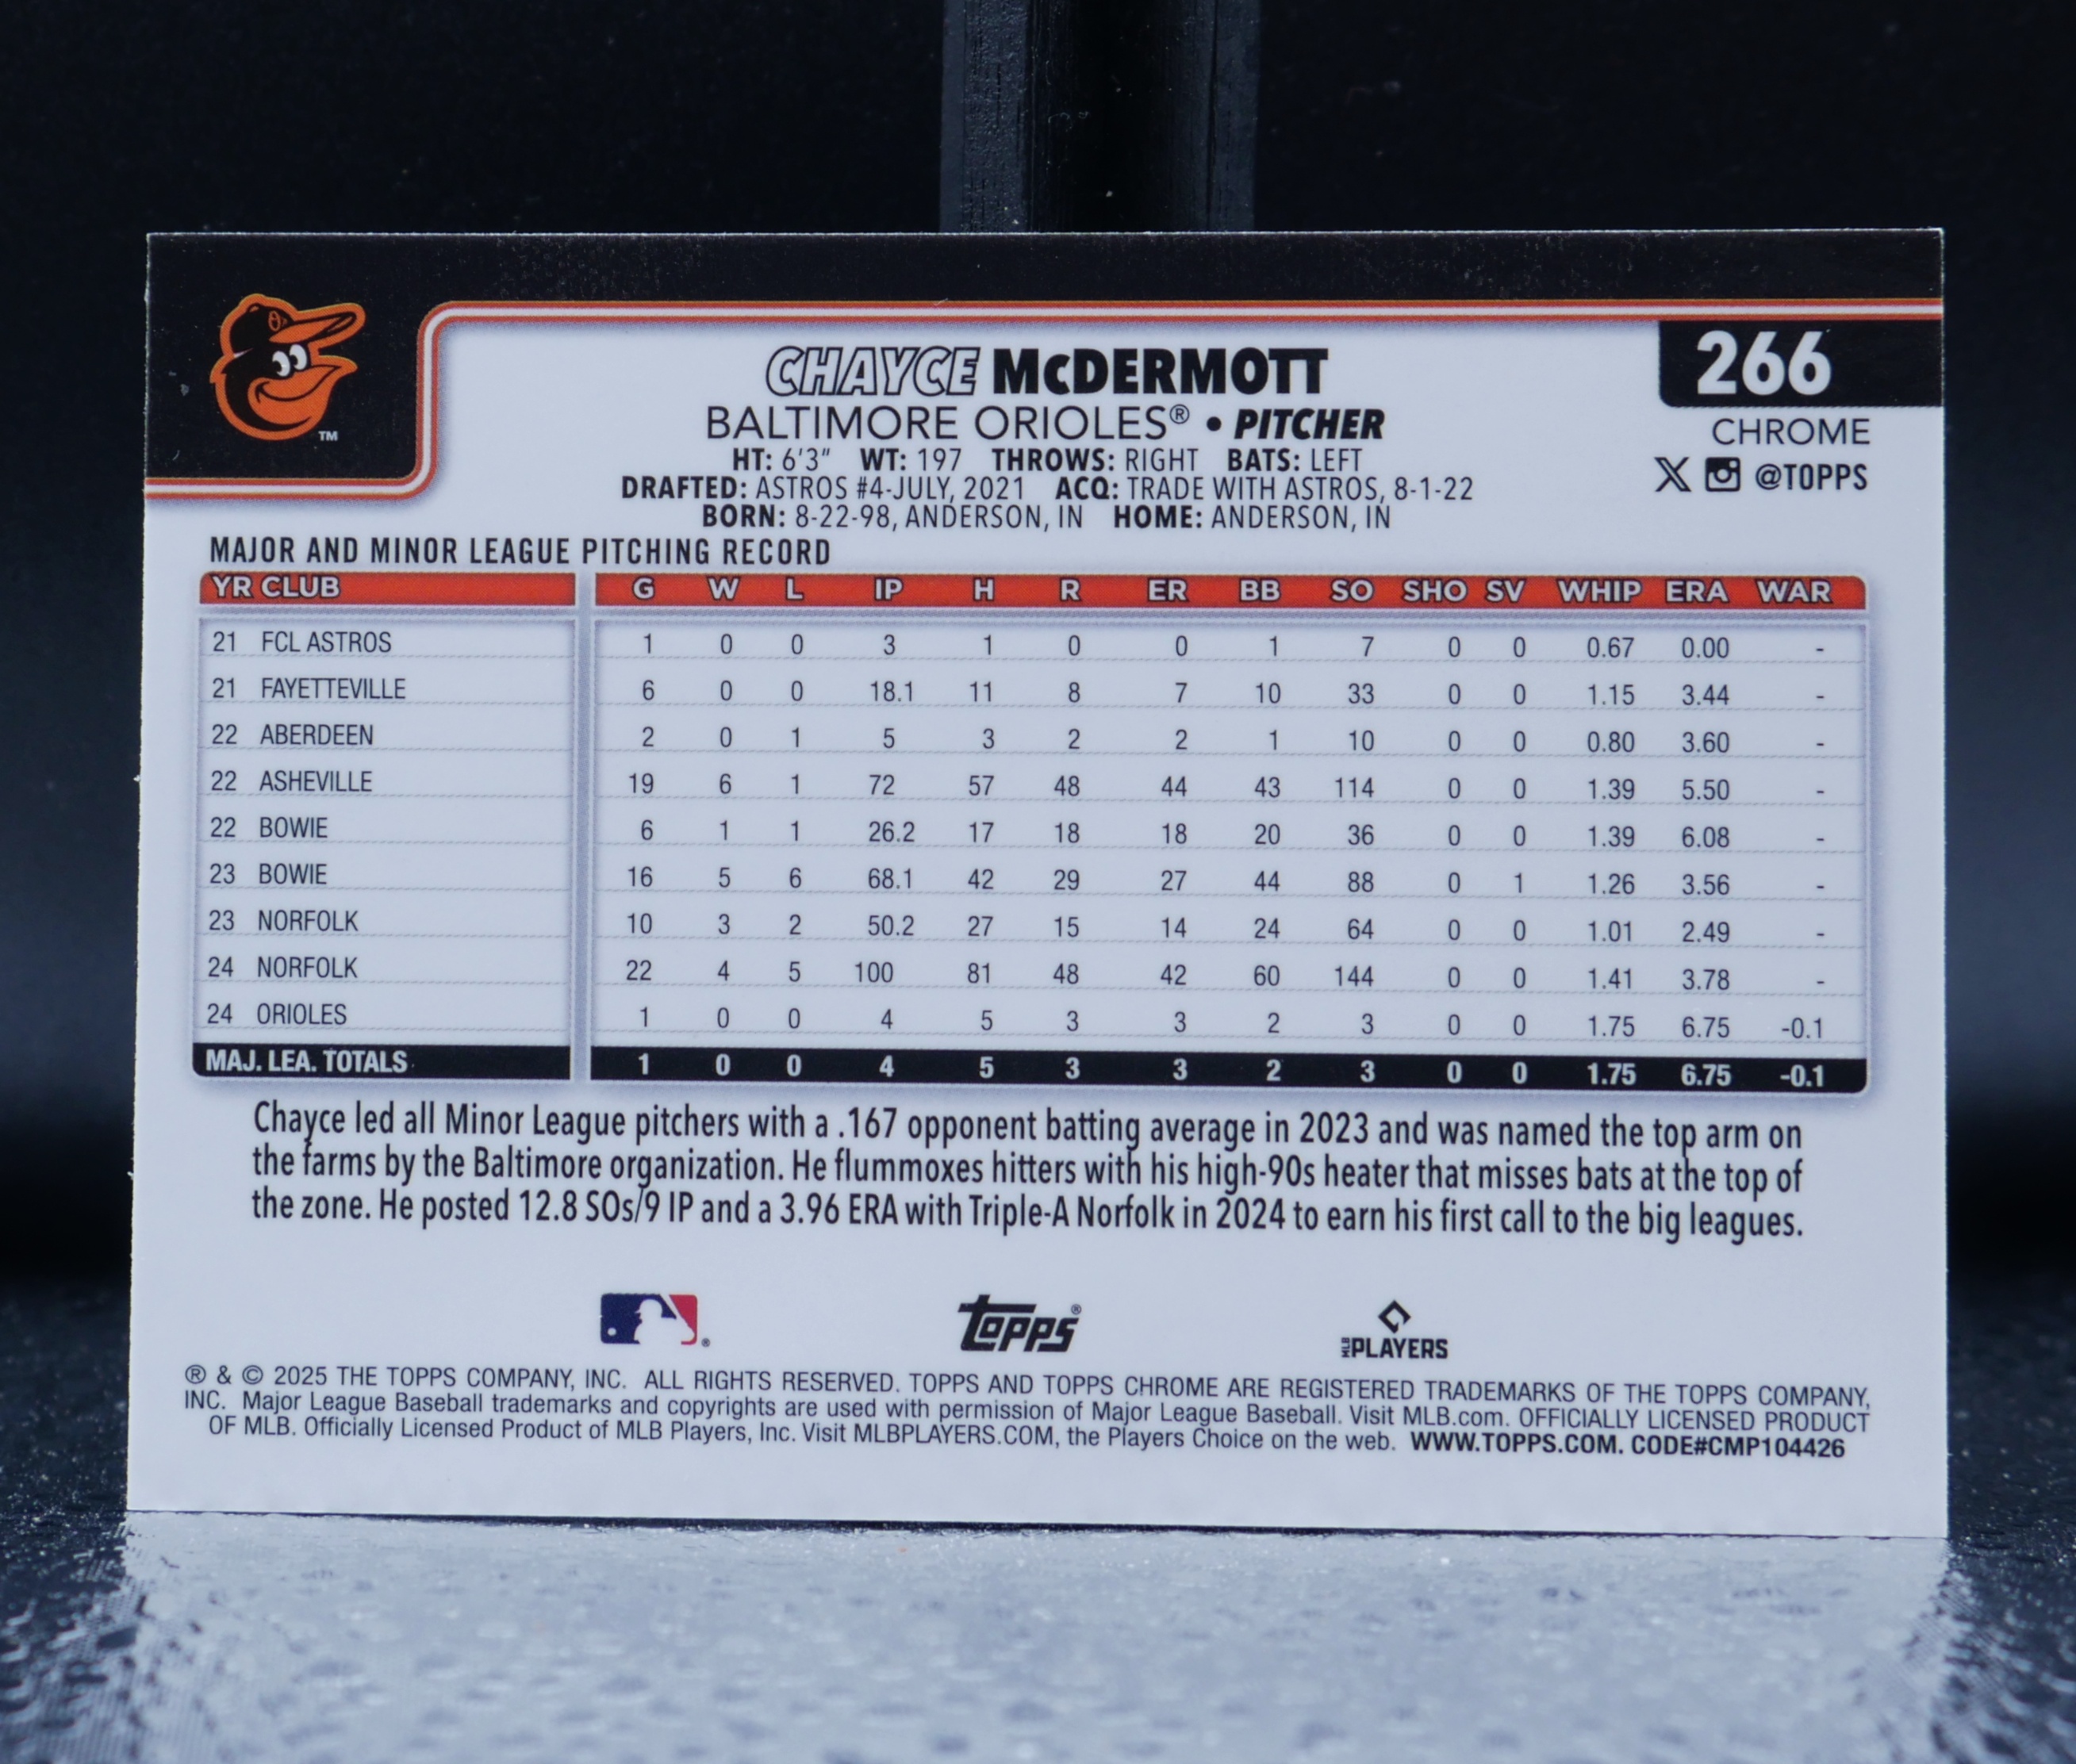 266
CHAYCE McDERMOTT
BALTIMORE ORIOLES® • PITCHER
CHROME
HT: 6'3" WT: 197 THROWS: RIGHT BATS: LEFT
X @TOPPS
DRAFTED: ASTROS #4-JULY, 2021 ACQ: TRADE WITH ASTROS, 8-1-22
BORN: 8-22-98, ANDERSON, IN HOME: ANDERSON, IN
TM
MAJOR AND MINOR LEAGUE PITCHING RECORD
YR CLUB G W L IP H R ER BB SO SHO SV WHIP ERA WAR
21 FCL ASTROS 1 0 0 3 1 0 0 1 7 0 0 0.67 0.00 -
21 FAYETTEVILLE 6 0 0 18.1 11 8 7 10 33 0 0 1.15 3.44 -
22 ABERDEEN 2 0 1 5 3 2 2 1 10 0 0 0.80 3.60 -
22 ASHEVILLE 19 6 1 72 57 48 44 43 114 0 0 1.39 5.50 -
22 BOWIE 6 1 1 26.2 17 18 18 20 36 0 0 1.39 6.08 -
23 BOWIE 16 5 6 68.1 42 29 27 44 88 0 1 1.26 3.56 -
23 NORFOLK 10 3 2 50.2 27 15 14 24 64 0 0 1.01 2.49 -
24 NORFOLK 22 4 5 100 81 48 42 60 144 0 0 1.41 3.78 -
24 ORIOLES 1 0 0 4 5 3 3 2 3 0 0 1.75 6.75 -0.1
MAJ. LEA. TOTALS 1 0 0 4 5 3 3 2 3 0 0 1.75 6.75 -0.1
Chayce led all Minor League pitchers with a .167 opponent batting average in 2023 and was named the top arm on
the farms by the Baltimore organization. He flummoxes hitters with his high-90s heater that misses bats at the top of
the zone. He posted 12.8 SOs/9 IP and a 3.96 ERA with Triple-A Norfolk in 2024 to earn his first call to the big leagues.
® Topps® MLB PLAYERS
® & © 2025 THE TOPPS COMPANY, INC. ALL RIGHTS RESERVED. TOPPS AND TOPPS CHROME ARE REGISTERED TRADEMARKS OF THE TOPPS COMPANY,
INC. Major League Baseball trademarks and copyrights are used with permission of Major League Baseball. Visit MLB.com. OFFICIALLY LICENSED PRODUCT
OF MLB. Officially Licensed Product of MLB Players, Inc. Visit MLBPLAYERS.COM, the Players Choice on the web. WWW.TOPPS.COM. CODE#CMP104426